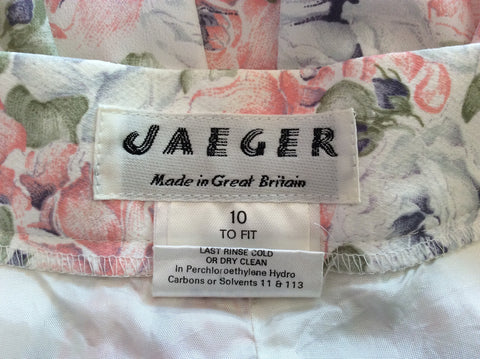 JAEGER
Made in Great Britain
10
TO FIT
LAST RINSE COLD
OR DRY CLEAN
In Perchloroethylene Hydro
Carbons or Solvents 11 & 113